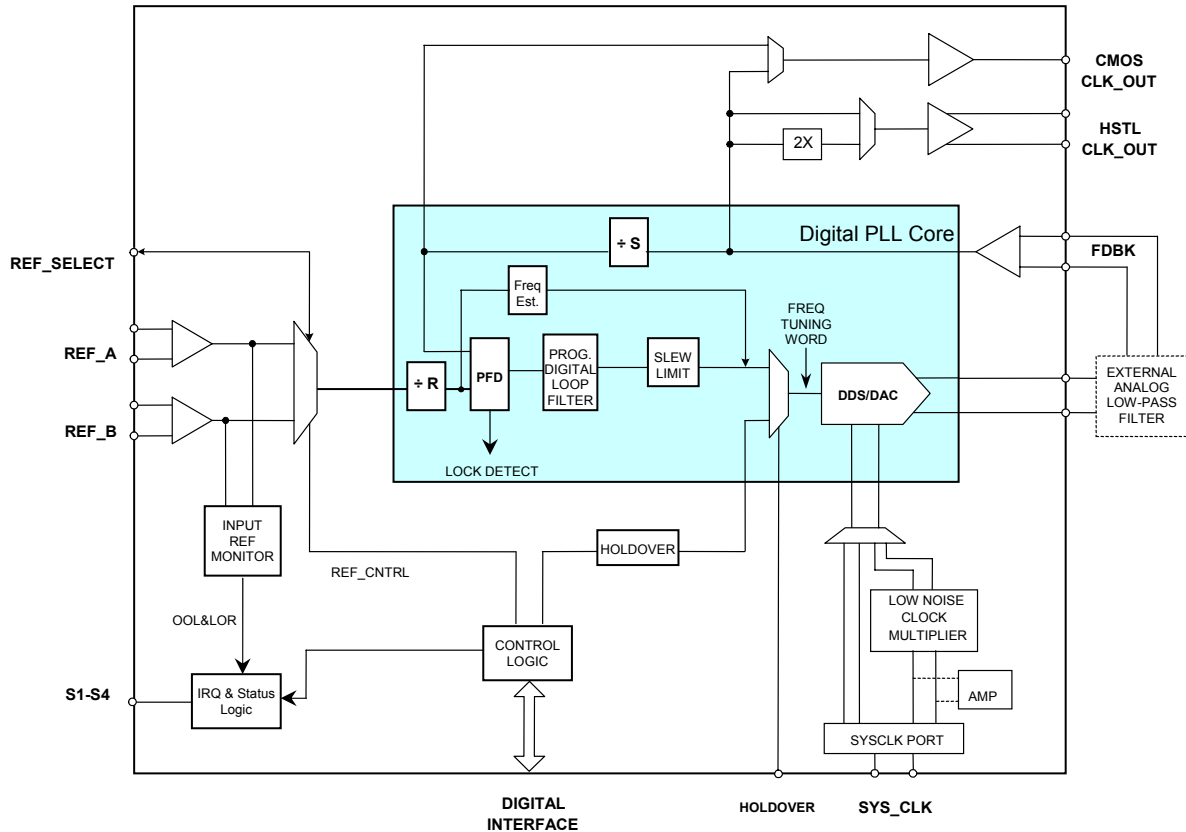 CMOS
CLK_OUT
HSTL
CLK_OUT
2X
Digital PLL Core
÷ S
FDBK
REF_SELECT
Freq
Est.
FREQ
TUNING
WORD
REF_A
÷ R
PFD
PROG.
DIGITAL
LOOP
FILTER
SLEW
LIMIT
DDS/DAC
EXTERNAL
ANALOG
LOW-PASS
FILTER
REF_B
LOCK DETECT
INPUT
REF
MONITOR
HOLDOVER
REF_CNTRL
OOL&LOR
LOW NOISE
CLOCK
MULTIPLIER
CONTROL
LOGIC
S1-S4
IRQ & Status
Logic
AMP
SYSCLK PORT
DIGITAL
INTERFACE
HOLDOVER
SYS_CLK